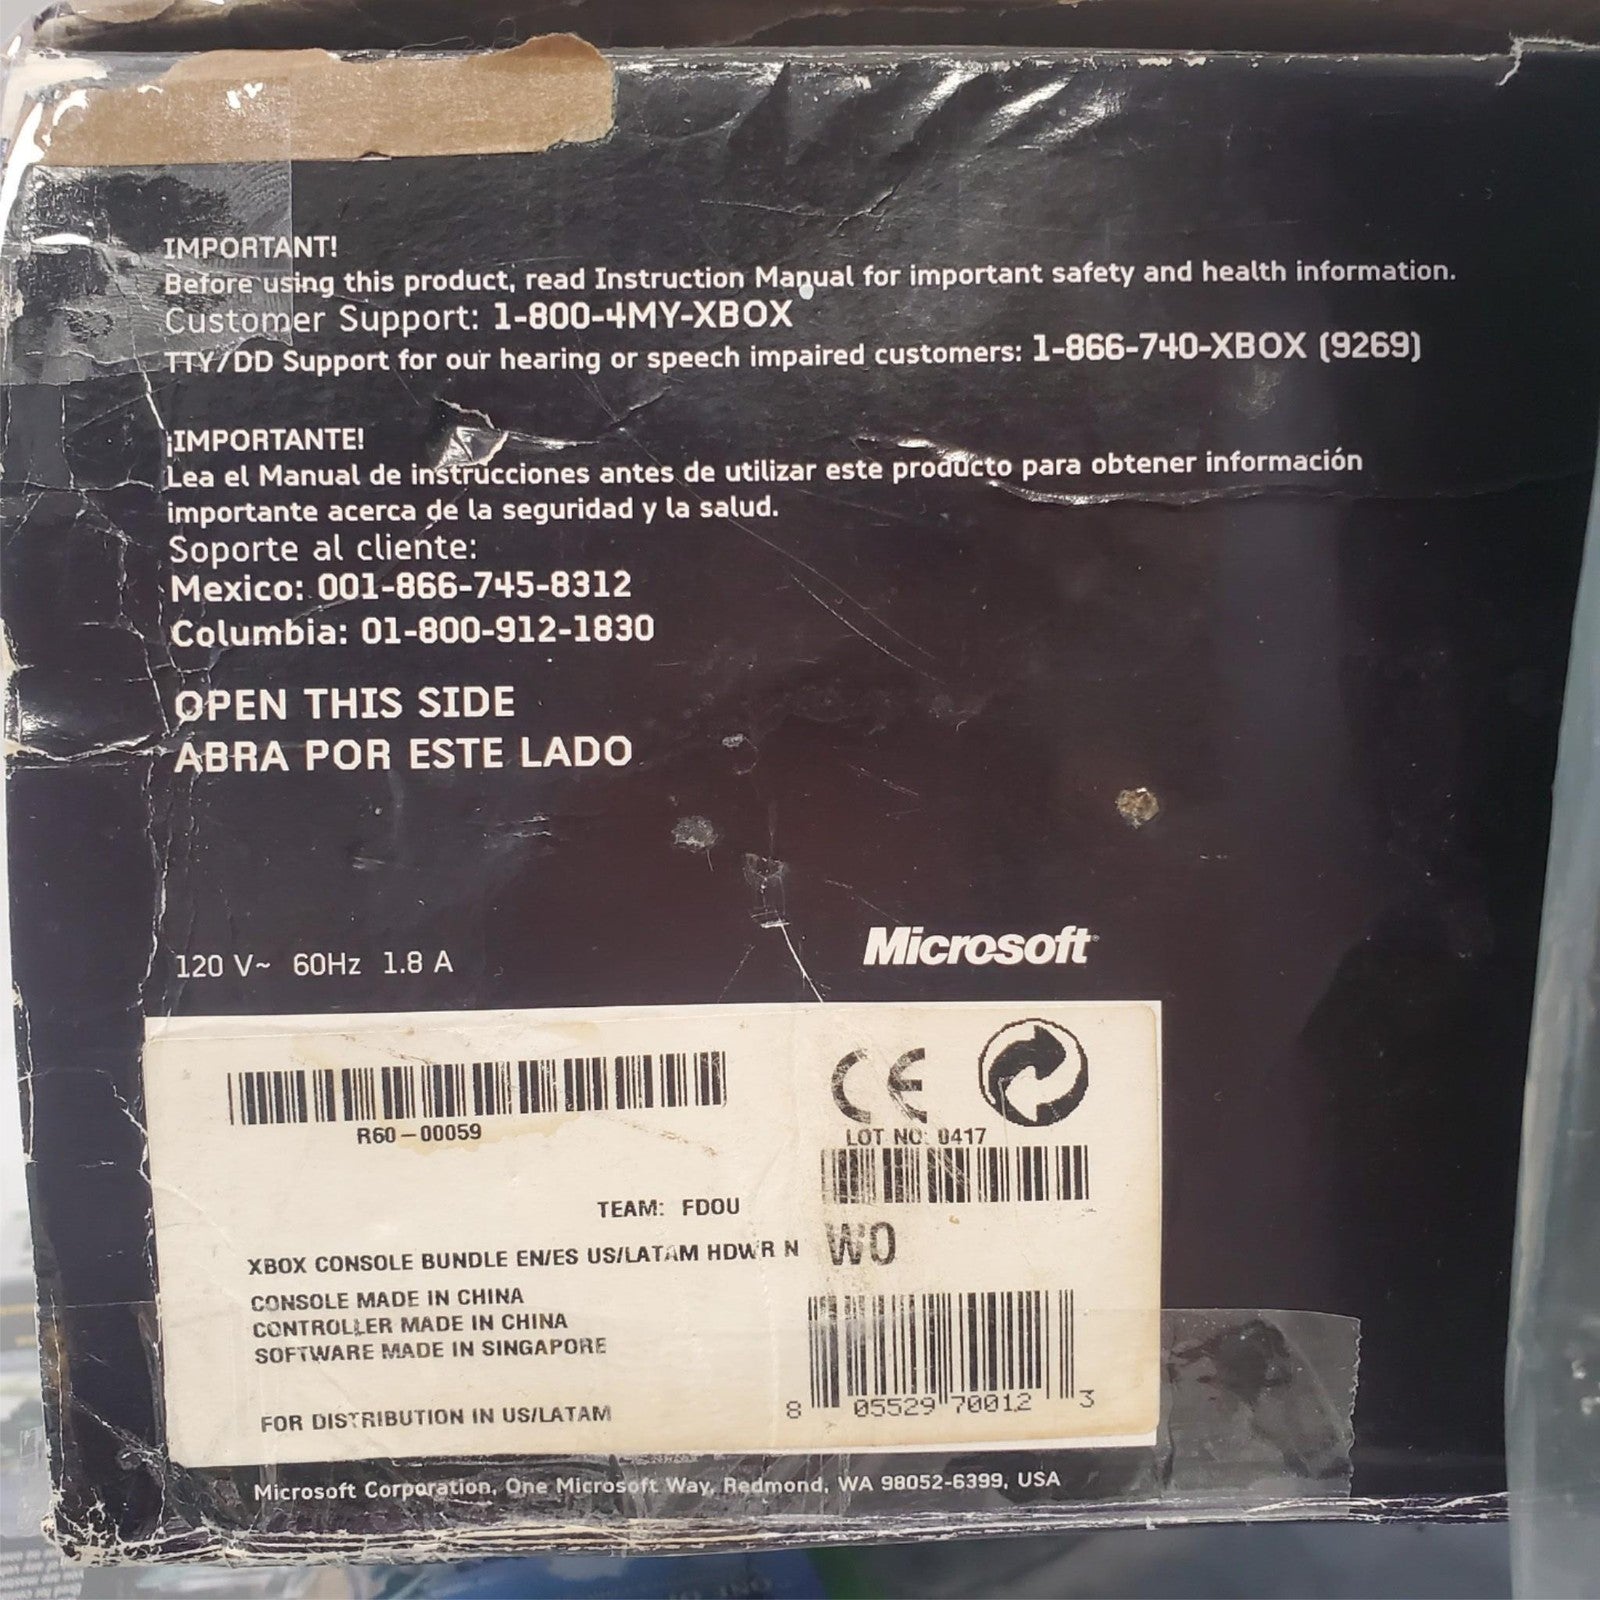 IMPORTANT!
Before using this product, read Instruction Manual for important safety and health information.
Customer Support: 1-800-4MY-XBOX
TTY/DD Support for our hearing or speech impaired customers: 1-866-740-XBOX (9269)
¡IMPORTANTE!
Lea el Manual de instrucciones antes de utilizar este producto para obtener información
importante acerca de la seguridad y la salud.
Soporte al cliente:
Mexico: 001-866-745-8312
Columbia: 01-800-912-1830
OPEN THIS SIDE
ABRA POR ESTE LADO
120 V~ 60Hz 1.8 A
Microsoft®
R60-00059
CE
LOT NO: 0417
TEAM: FDOU
WO
XBOX CONSOLE BUNDLE EN/ES US/LATAM HDWR N
CONSOLE MADE IN CHINA
CONTROLLER MADE IN CHINA
SOFTWARE MADE IN SINGAPORE
FOR DISTRIBUTION IN US/LATAM
8 05529 70012 3
Microsoft Corporation, One Microsoft Way, Redmond, WA 98052-6399, USA